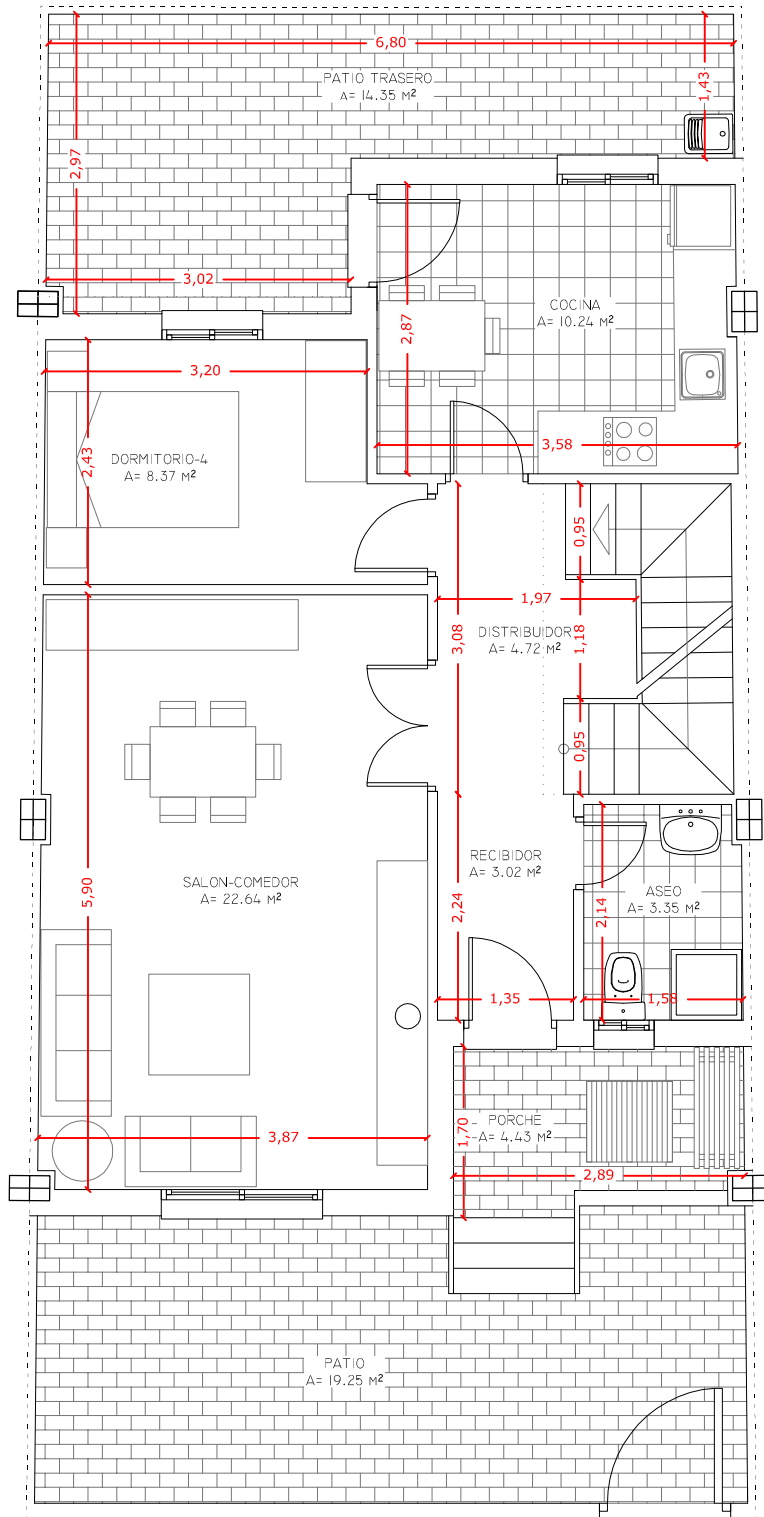 6,80
1,43
PATIO TRASERO
A= 14.35 M²
2,97
3,02
COCINA
A= 10.24 M²
2,87
3,20
3,58
DORMITORIO-4
A= 8.37 M²
2,43
0,95
1,97
DISTRIBUIDOR
A= 4.72 M²
3,08
1,18
0,95
RECIBIDOR
A= 3.02 M²
SALON-COMEDOR
A= 22.64 M²
5,90
ASEO
A= 3.35 M²
2,24
2,14
1,35
1,58
PORCHE
A= 4.43 M²
1,70
3,87
2,89
PATIO
A= 19.25 M²